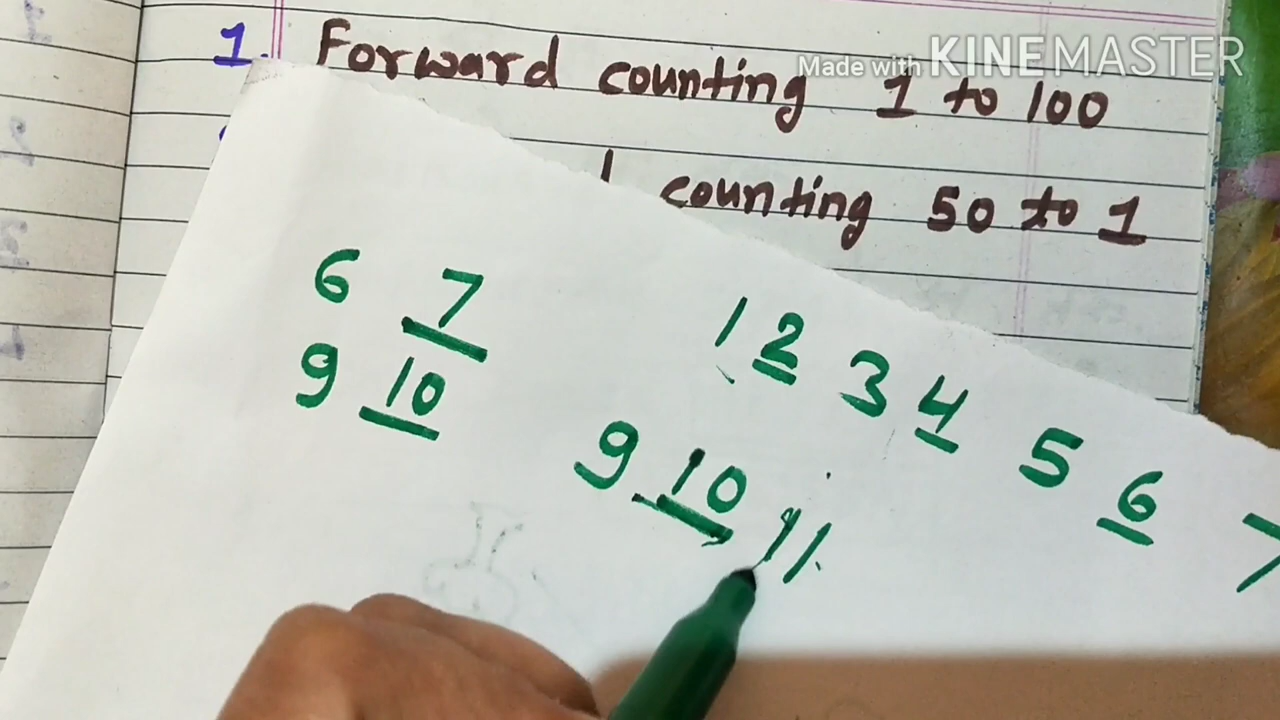 Made with KINEMASTER
1. Forward counting 1 to 100
counting 50 to 1
6 7
9 10
1 2 3 4 5 6 7
9 10 11